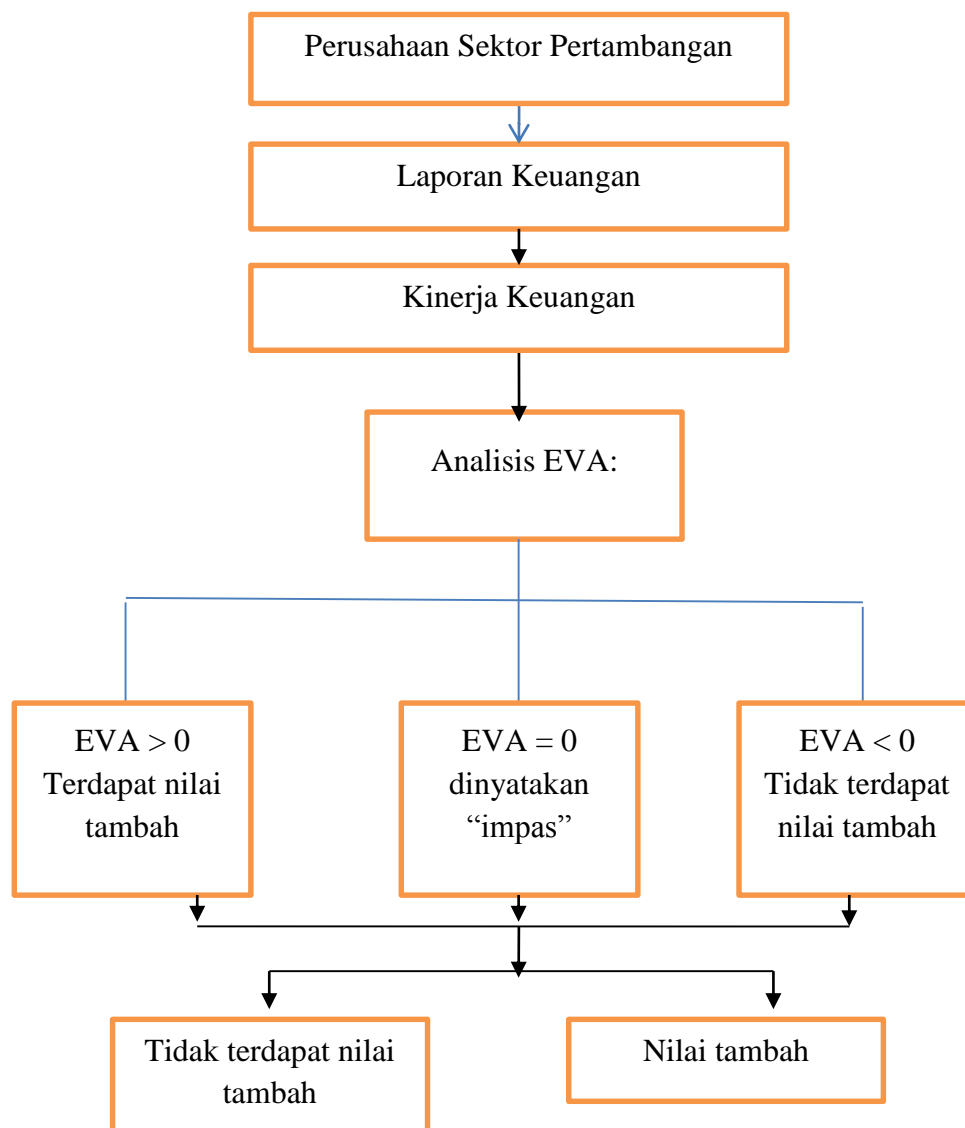 Perusahaan Sektor Pertambangan
Laporan Keuangan
Kinerja Keuangan
Analisis EVA:
EVA > 0
Terdapat nilai
tambah
EVA = 0
dinyatakan
“impas”
EVA < 0
Tidak terdapat
nilai tambah
Tidak terdapat nilai
tambah
Nilai tambah